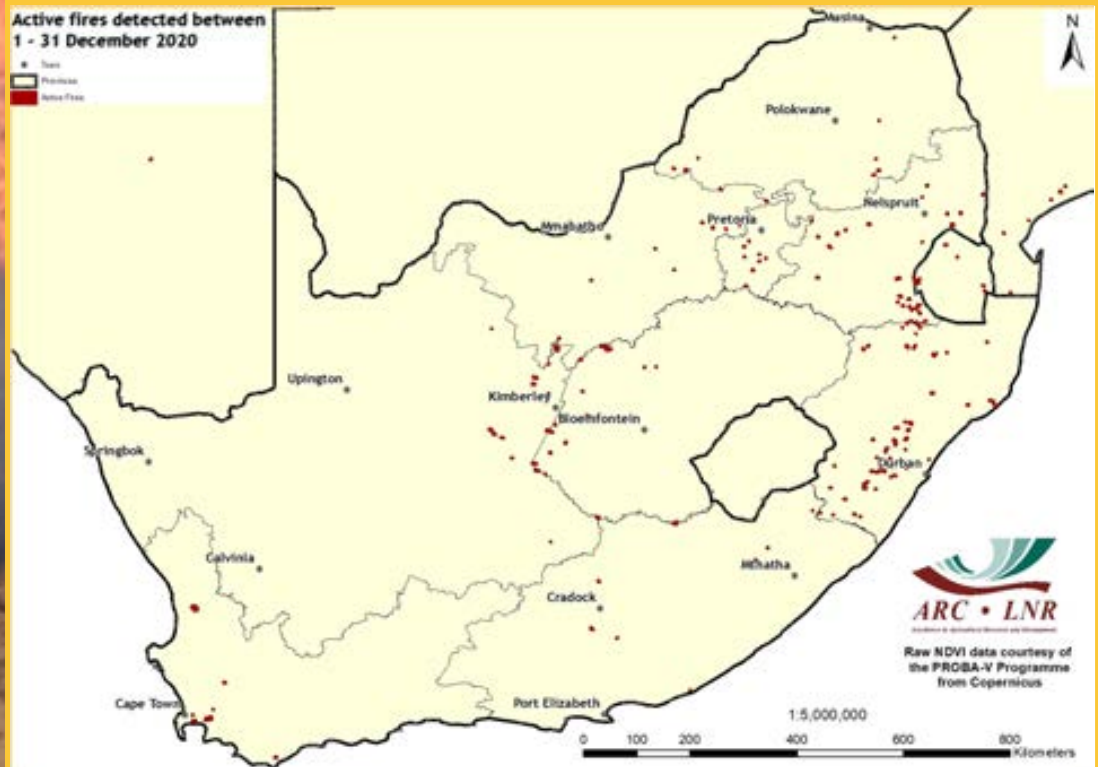 Active fires detected between
1 - 31 December 2020
Town
Provinces
Active Fires
N
Musina
Polokwane
Nelspruit
Pretoria
Mmabatho
Upington
Kimberley
Bloemfontein
Springbok
Durban
Calvinia
Mthatha
Cradock
Cape Town
Port Elizabeth
ARC • LNR
Raw NDVI data courtesy of
the PROBA-V Programme
from Copernicus
1:5,000,000
0 100 200 400 600 800
Kilometers